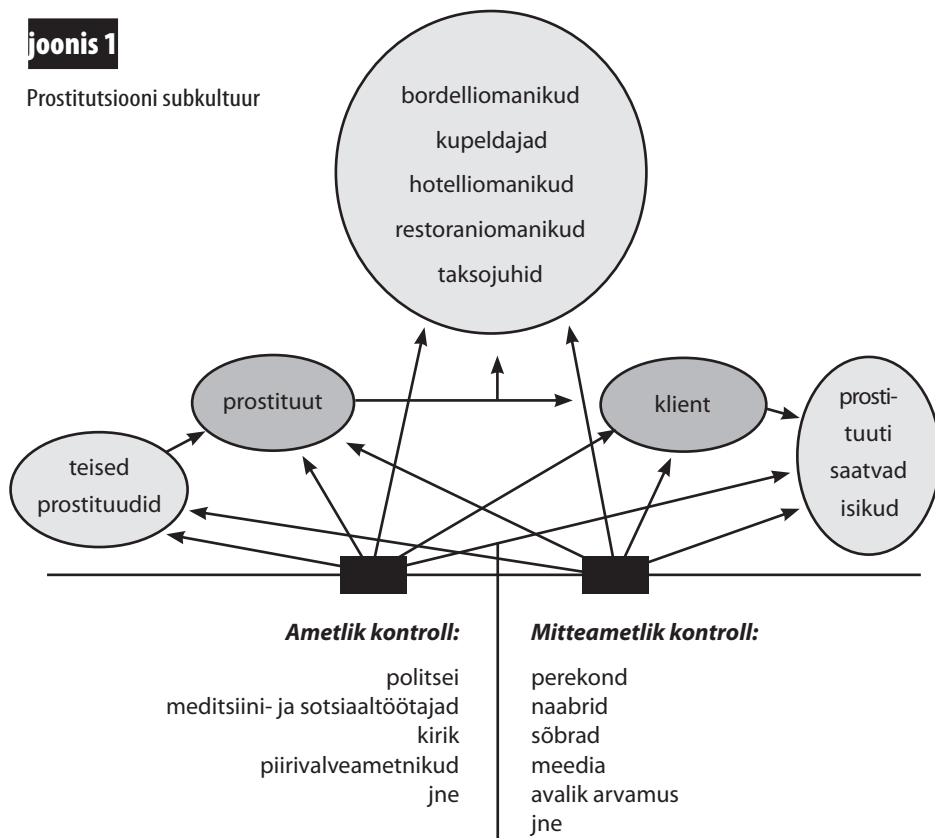 joonis 1
Prostitutsiooni subkultuur
bordelliomanikud
kupeldajad
hotelliomanikud
restoraniomanikud
taksojuhid
prostituut
klient
prosti-
tuuti
saatvad
isikud
teised
prostituudid
Ametlik kontroll:
politsei
meditsiini- ja sotsiaaltöötajad
kirik
piirivalveametnikud
jne
Mitteametlik kontroll:
perekond
naabrid
sõbrad
meedia
avalik arvamus
jne